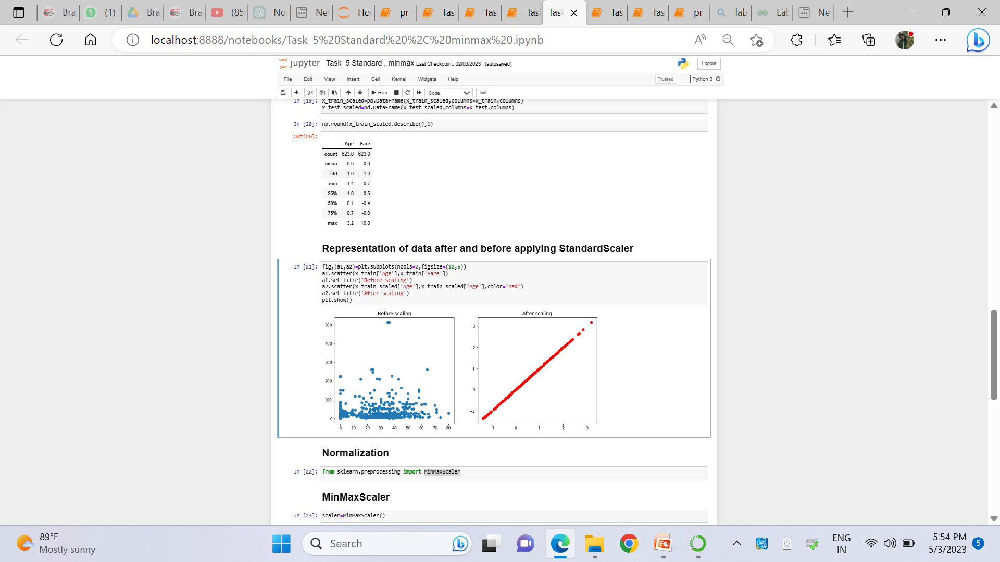 Bra
(1)
Bra
Bra
(85
No
Ne
Ho
pr_
Tas
Tas
Tas
Task
Tas
Tas
pr_
lab
Lab
Ne
localhost:8888/notebooks/Task_5%20Standard%20%2C%20minmax%20.ipynb
jupyter Task_5 Standard , minmax Last Checkpoint: 02/06/2023 (autosaved)
Logout
File Edit View Insert Cell Kernel Widgets Help
Trusted
Python 3
Run
Code
In [19]: x_train_scaled=pd.DataFrame(x_train_scaled,columns=x_train.columns)
x_test_scaled=pd.DataFrame(x_test_scaled,columns=x_test.columns)
In [20]: np.round(x_train_scaled.describe(),1)
Out[20]:
Age Fare
count 623.0 623.0
mean -0.0 0.0
std 1.0 1.0
min -1.4 -0.7
25% -1.0 -0.5
50% 0.1 -0.4
75% 0.7 -0.0
max 3.2 10.0
Representation of data after and before applying StandardScaler
In [21]: fig,(a1,a2)=plt.subplots(ncols=2,figsize=(12,5))
a1.scatter(x_train['Age'],x_train['Fare'])
a1.set_title('Before scaling')
a2.scatter(x_train_scaled['Age'],x_train_scaled['Age'],color='red')
a2.set_title('After scaling')
plt.show()
Before scaling
500
400
300
200
100
0
0 10 20 30 40 50 60 70 80
After scaling
3
2
1
0
−1
−1 0 1 2 3
Normalization
In [22]: from sklearn.preprocessing import MinMaxScaler
MinMaxScaler
In [23]: scaler=MinMaxScaler()
89°F
Mostly sunny
Search
ENG
IN
5:54 PM
5/3/2023
5